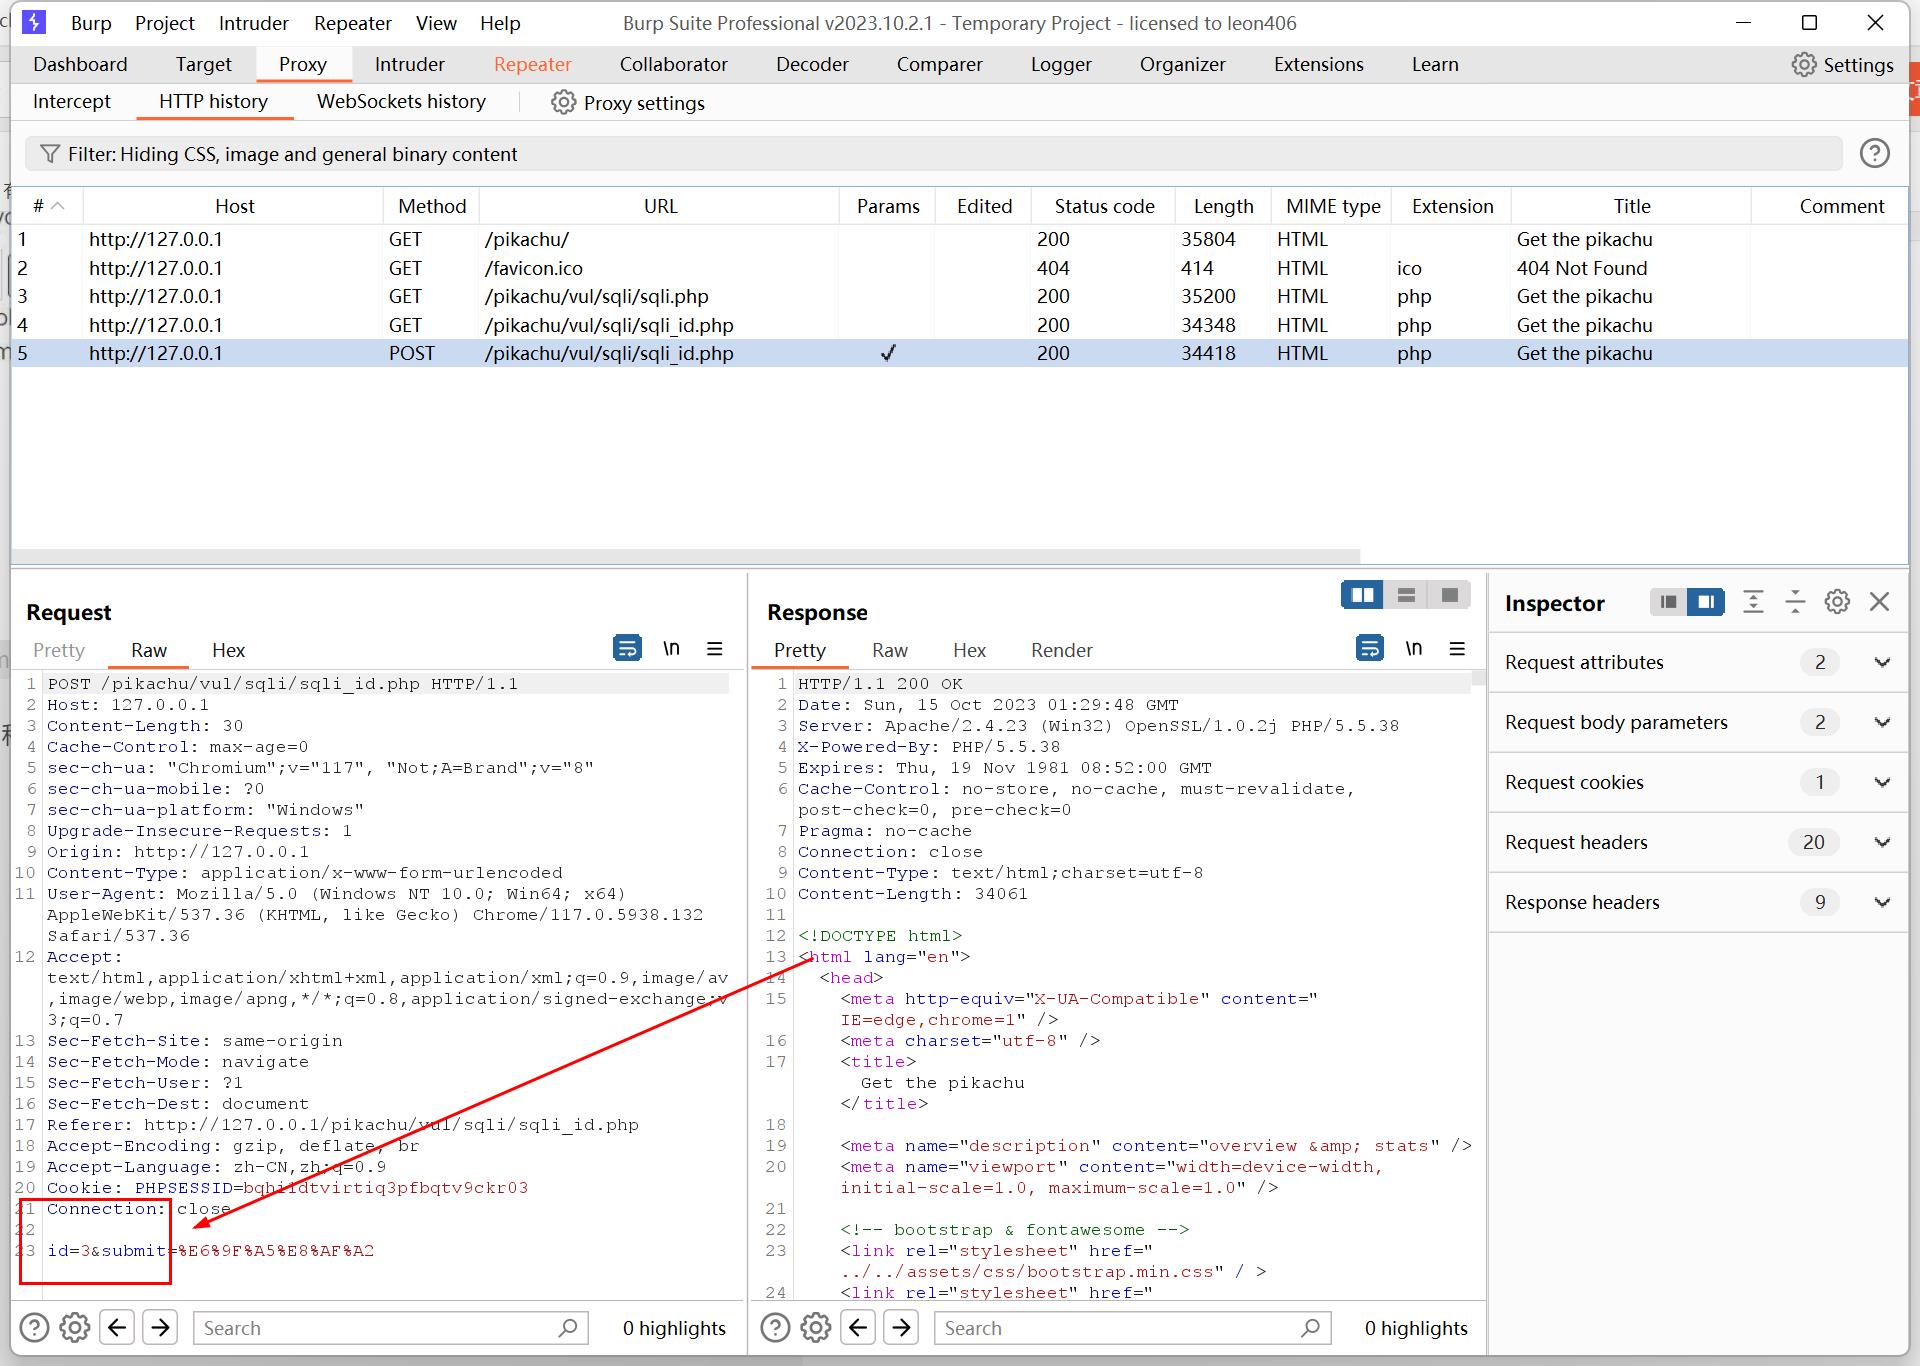 Burp Project Intruder Repeater View Help Burp Suite Professional v2023.10.2.1 - Temporary Project - licensed to leon406
Dashboard Target Proxy Intruder Repeater Collaborator Decoder Comparer Logger Organizer Extensions Learn Settings
Intercept HTTP history WebSockets history Proxy settings
Filter: Hiding CSS, image and general binary content
# Host Method URL Params Edited Status code Length MIME type Extension Title Comment
1 http://127.0.0.1 GET /pikachu/ 200 35804 HTML Get the pikachu
2 http://127.0.0.1 GET /favicon.ico 404 414 HTML ico 404 Not Found
3 http://127.0.0.1 GET /pikachu/vul/sqli/sqli.php 200 35200 HTML php Get the pikachu
4 http://127.0.0.1 GET /pikachu/vul/sqli/sqli_id.php 200 34348 HTML php Get the pikachu
5 http://127.0.0.1 POST /pikachu/vul/sqli/sqli_id.php ✓ 200 34418 HTML php Get the pikachu
Request
Pretty Raw Hex \n
1 POST /pikachu/vul/sqli/sqli_id.php HTTP/1.1
2 Host: 127.0.0.1
3 Content-Length: 30
4 Cache-Control: max-age=0
5 sec-ch-ua: "Chromium";v="117", "Not;A=Brand";v="8"
6 sec-ch-ua-mobile: ?0
7 sec-ch-ua-platform: "Windows"
8 Upgrade-Insecure-Requests: 1
9 Origin: http://127.0.0.1
10 Content-Type: application/x-www-form-urlencoded
11 User-Agent: Mozilla/5.0 (Windows NT 10.0; Win64; x64)
AppleWebKit/537.36 (KHTML, like Gecko) Chrome/117.0.5938.132
Safari/537.36
12 Accept:
text/html,application/xhtml+xml,application/xml;q=0.9,image/av
,image/webp,image/apng,*/*;q=0.8,application/signed-exchange;v
3;q=0.7
13 Sec-Fetch-Site: same-origin
14 Sec-Fetch-Mode: navigate
15 Sec-Fetch-User: ?1
16 Sec-Fetch-Dest: document
17 Referer: http://127.0.0.1/pikachu/vul/sqli/sqli_id.php
18 Accept-Encoding: gzip, deflate, br
19 Accept-Language: zh-CN,zh;q=0.9
20 Cookie: PHPSESSID=bqhi1dtvirtiq3pfbqtv9ckr03
21 Connection: close
22
23 id=3&submit=%E6%9F%A5%E8%AF%A2
Search 0 highlights
Response
Pretty Raw Hex Render \n
1 HTTP/1.1 200 OK
2 Date: Sun, 15 Oct 2023 01:29:48 GMT
3 Server: Apache/2.4.23 (Win32) OpenSSL/1.0.2j PHP/5.5.38
4 X-Powered-By: PHP/5.5.38
5 Expires: Thu, 19 Nov 1981 08:52:00 GMT
6 Cache-Control: no-store, no-cache, must-revalidate,
post-check=0, pre-check=0
7 Pragma: no-cache
8 Connection: close
9 Content-Type: text/html;charset=utf-8
10 Content-Length: 34061
11
12 <!DOCTYPE html>
13 <html lang="en">
14 <head>
15 <meta http-equiv="X-UA-Compatible" content="
IE=edge,chrome=1" />
16 <meta charset="utf-8" />
17 <title>
Get the pikachu
</title>
18
19 <meta name="description" content="overview &amp; stats" />
20 <meta name="viewport" content="width=device-width,
initial-scale=1.0, maximum-scale=1.0" />
21
22 <!-- bootstrap & fontawesome -->
23 <link rel="stylesheet" href="
../../assets/css/bootstrap.min.css" / >
24 <link rel="stylesheet" href="
Search 0 highlights
Inspector
Request attributes 2
Request body parameters 2
Request cookies 1
Request headers 20
Response headers 9